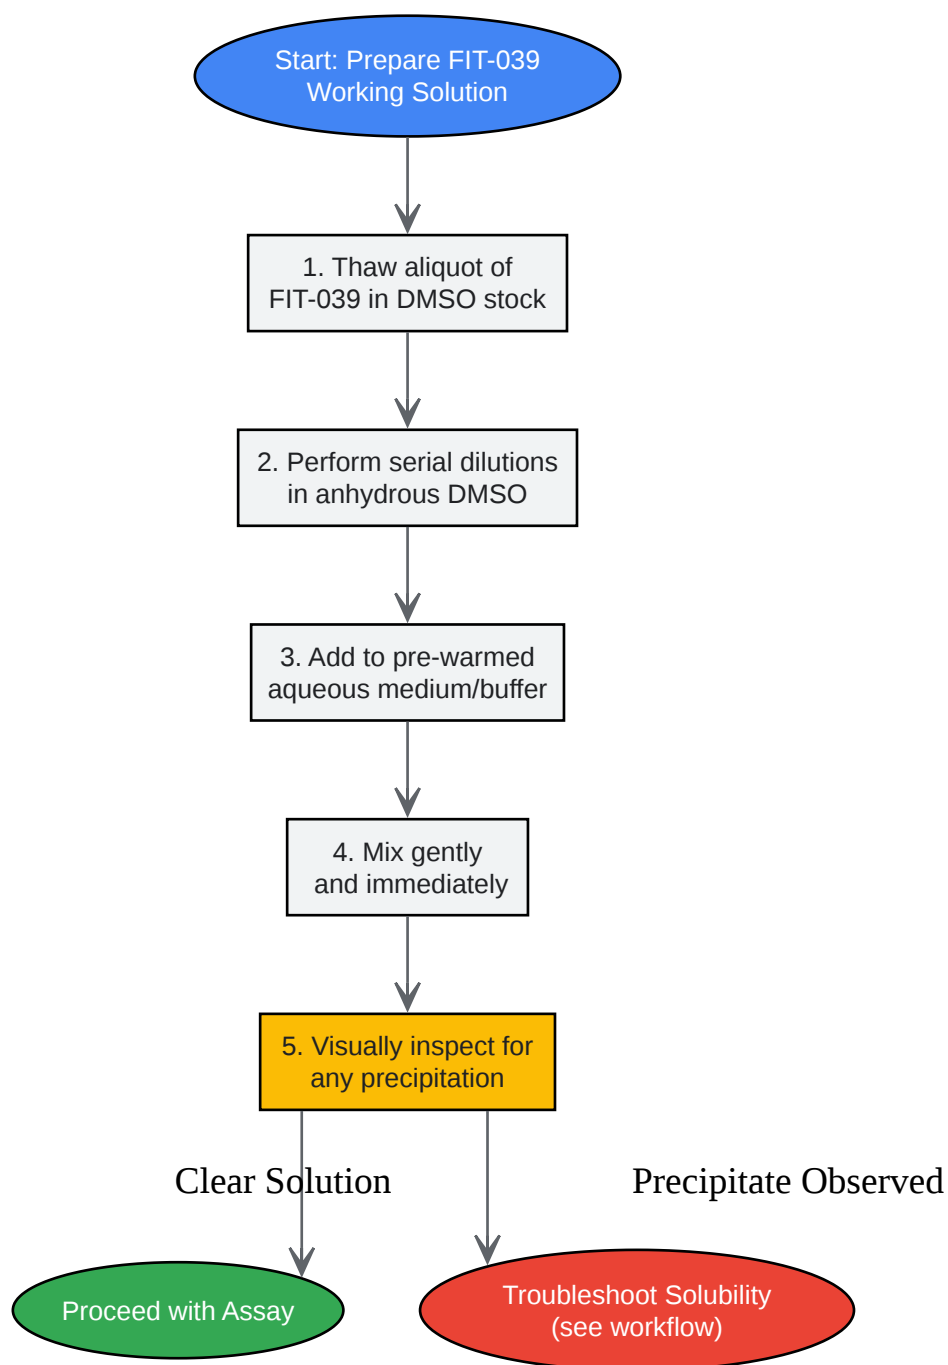 Start: Prepare FIT-039
Working Solution
1. Thaw aliquot of
FIT-039 in DMSO stock
2. Perform serial dilutions
in anhydrous DMSO
3. Add to pre-warmed
aqueous medium/buffer
4. Mix gently
and immediately
5. Visually inspect for
any precipitation
Clear Solution
Precipitate Observed
Proceed with Assay
Troubleshoot Solubility
(see workflow)